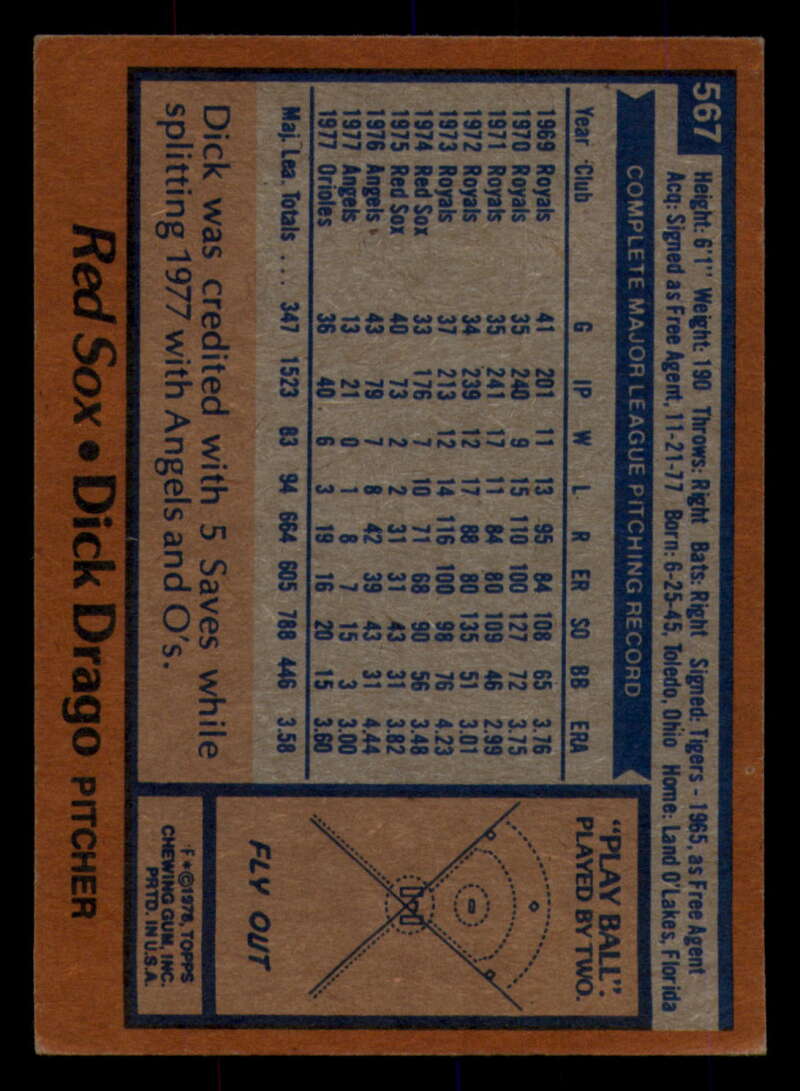 567
Height: 6'1" Weight: 190 Throws: Right Bats: Right Signed: Tigers - 1965, as Free Agent
Acq: Signed as Free Agent, 11-21-77 Born: 6-25-45, Toledo, Ohio Home: Land O'Lakes, Florida
COMPLETE MAJOR LEAGUE PITCHING RECORD
Year Club G IP W L R ER SO BB ERA
1969 Royals 41 201 11 13 95 84 108 65 3.76
1970 Royals 35 240 9 15 110 100 127 72 3.75
1971 Royals 35 241 17 11 84 80 109 46 2.99
1972 Royals 34 239 12 17 88 80 135 51 3.01
1973 Royals 37 213 12 14 116 100 98 76 4.23
1974 Red Sox 33 176 7 10 71 68 90 56 3.48
1975 Red Sox 40 73 2 2 31 31 43 31 3.82
1976 Angels 43 79 7 8 42 39 43 31 4.44
1977 Angels 13 21 0 1 8 7 15 3 3.00
1977 Orioles 36 40 6 3 19 16 20 15 3.60
Maj. Lea. Totals ... 347 1523 83 94 664 605 788 446 3.58
Dick was credited with 5 Saves while
splitting 1977 with Angels and O's.
"PLAY BALL":
PLAYED BY TWO.
FLY OUT
F*©1978, TOPPS
CHEWING GUM, INC.
PRTD. IN U.S.A.
Red Sox • Dick Drago PITCHER